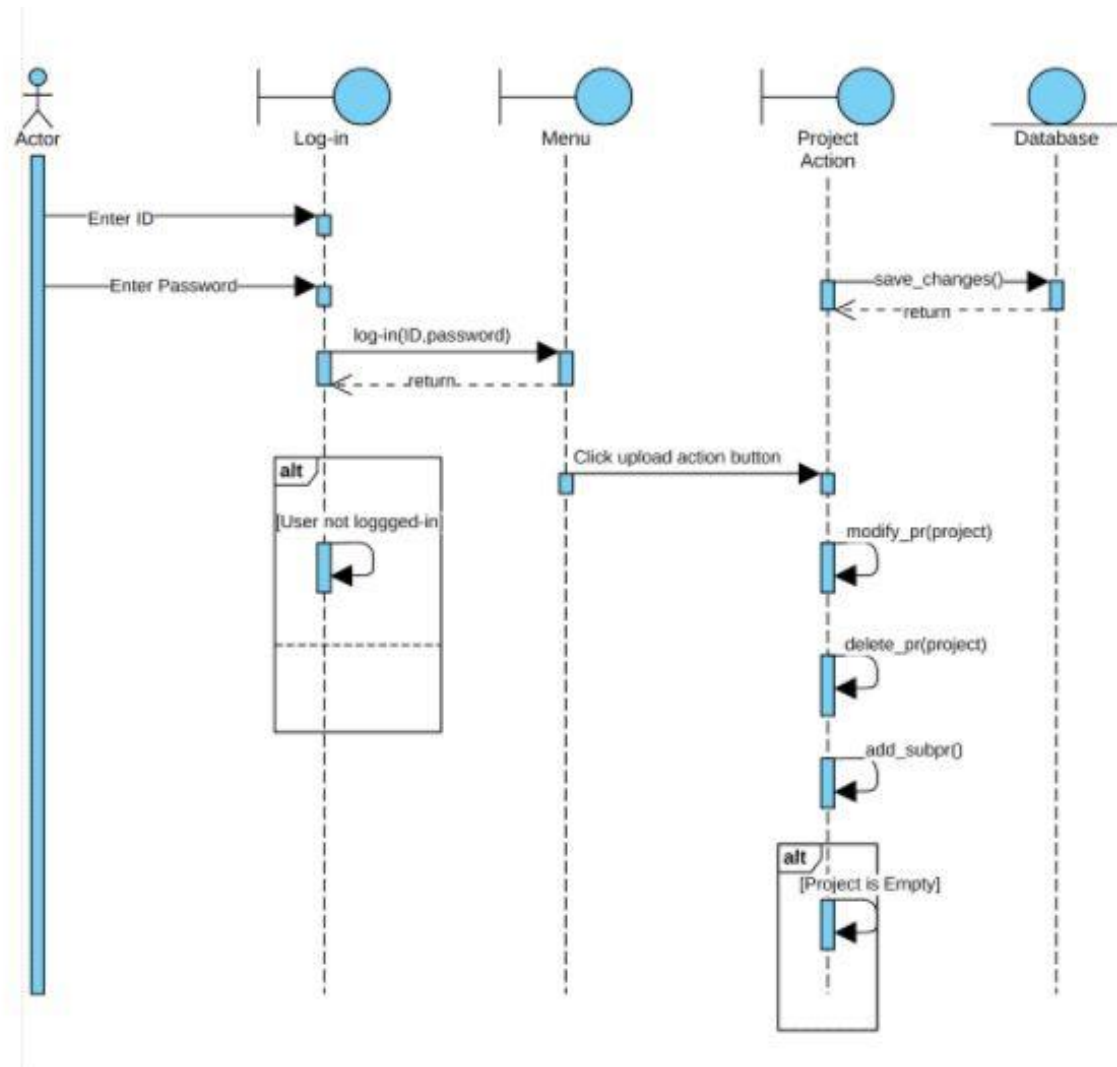 Actor
Log-in
Menu
Project
Action
Database
Enter ID
Enter Password
save_changes()
return
log-in(ID,password)
return
Click upload action button
alt
[User not loggged-in
modify_pr(project)
delete_pr(project)
add_subpr()
alt
[Project is Empty]